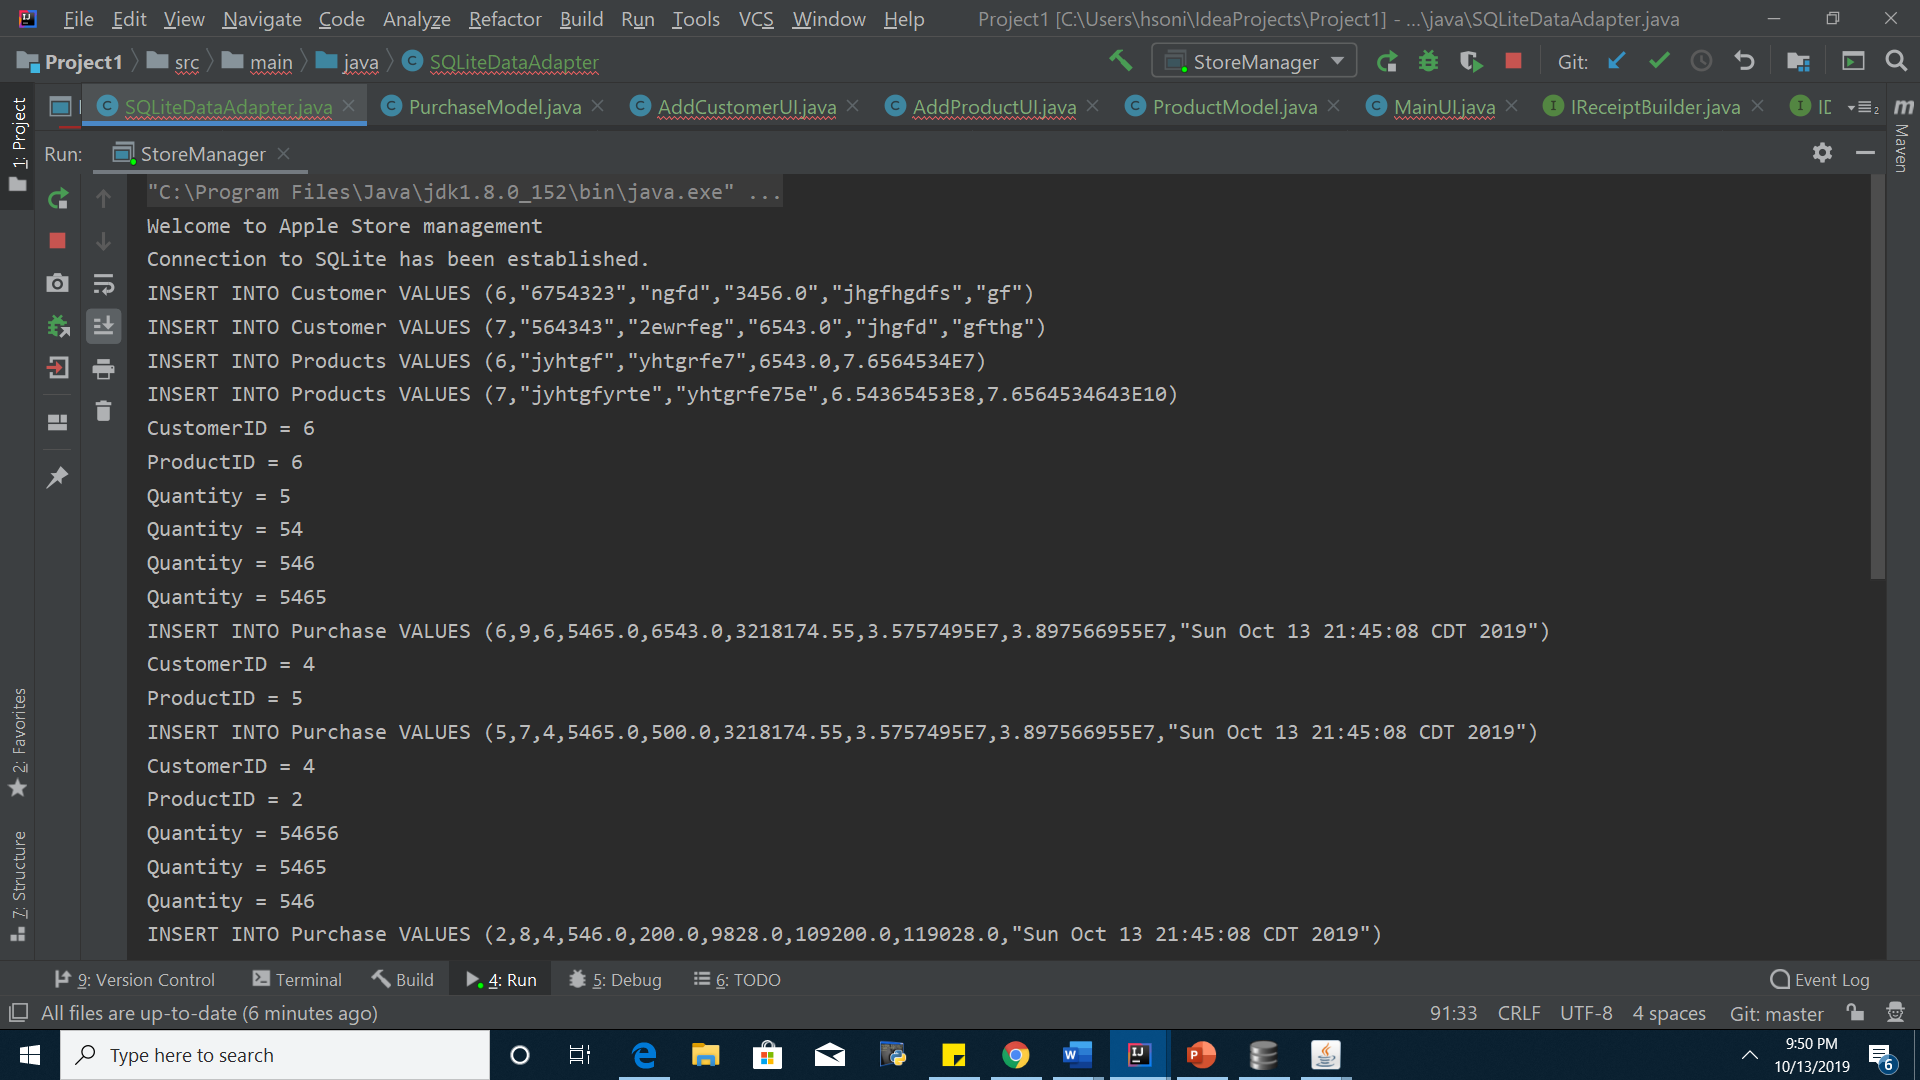 File Edit View Navigate Code Analyze Refactor Build Run Tools VCS Window Help Project1 [C:\Users\hsoni\IdeaProjects\Project1] - ...\java\SQLiteDataAdapter.java
Project1 src main java SQLiteDataAdapter StoreManager Git:
SQLiteDataAdapter.java PurchaseModel.java AddCustomerUI.java AddProductUI.java ProductModel.java MainUI.java IReceiptBuilder.java
1: Project
Maven
Run: StoreManager
"C:\Program Files\Java\jdk1.8.0_152\bin\java.exe" ...
Welcome to Apple Store management
Connection to SQLite has been established.
INSERT INTO Customer VALUES (6,"6754323","ngfd","3456.0","jhgfhgdfs","gf")
INSERT INTO Customer VALUES (7,"564343","2ewrfeg","6543.0","jhgfd","gfthg")
INSERT INTO Products VALUES (6,"jyhtgf","yhtgrfe7",6543.0,7.6564534E7)
INSERT INTO Products VALUES (7,"jyhtgfyrte","yhtgrfe75e",6.54365453E8,7.6564534643E10)
CustomerID = 6
ProductID = 6
Quantity = 5
Quantity = 54
Quantity = 546
Quantity = 5465
INSERT INTO Purchase VALUES (6,9,6,5465.0,6543.0,3218174.55,3.5757495E7,3.897566955E7,"Sun Oct 13 21:45:08 CDT 2019")
CustomerID = 4
ProductID = 5
INSERT INTO Purchase VALUES (5,7,4,5465.0,500.0,3218174.55,3.5757495E7,3.897566955E7,"Sun Oct 13 21:45:08 CDT 2019")
CustomerID = 4
ProductID = 2
Quantity = 54656
Quantity = 5465
Quantity = 546
INSERT INTO Purchase VALUES (2,8,4,546.0,200.0,9828.0,109200.0,119028.0,"Sun Oct 13 21:45:08 CDT 2019")
2: Favorites
7: Structure
9: Version Control Terminal Build 4: Run 5: Debug 6: TODO Event Log
All files are up-to-date (6 minutes ago) 91:33 CRLF UTF-8 4 spaces Git: master
Type here to search
9:50 PM
10/13/2019
6